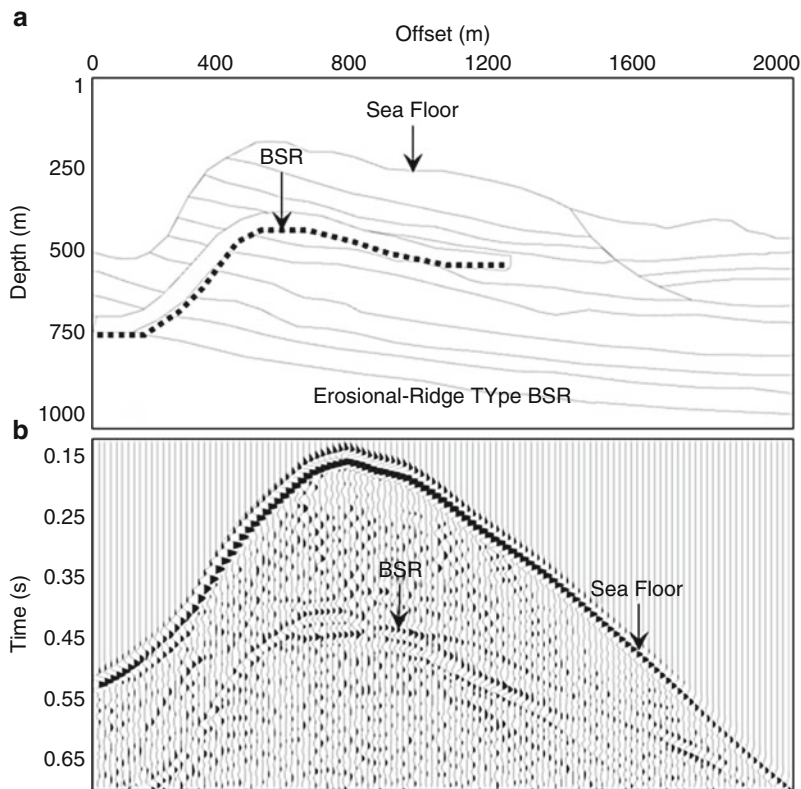 a
Offset (m)
0 400 800 1200 1600 2000
1
Sea Floor
BSR
250
500
750
1000
Depth (m)
Erosional-Ridge TYpe BSR
b
0.15
0.25
0.35
0.45
0.55
0.65
Time (s)
BSR
Sea Floor